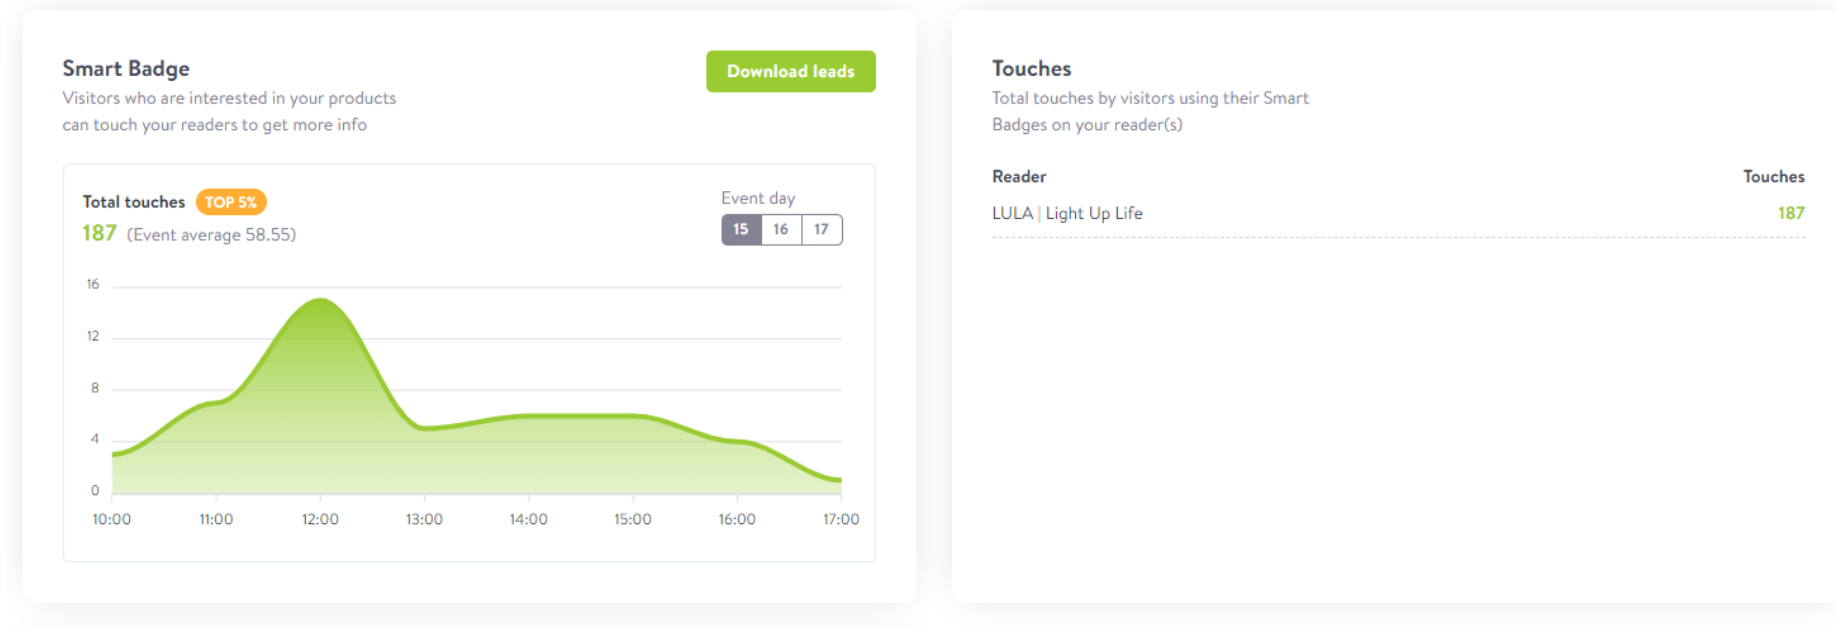 Smart Badge
Download leads
Visitors who are interested in your products
can touch your readers to get more info
Total touches TOP 5%
187 (Event average 58.55)
Event day
15 16 17
16
12
8
4
0
10:00 11:00 12:00 13:00 14:00 15:00 16:00 17:00
Touches
Total touches by visitors using their Smart
Badges on your reader(s)
Reader Touches
LULA | Light Up Life 187